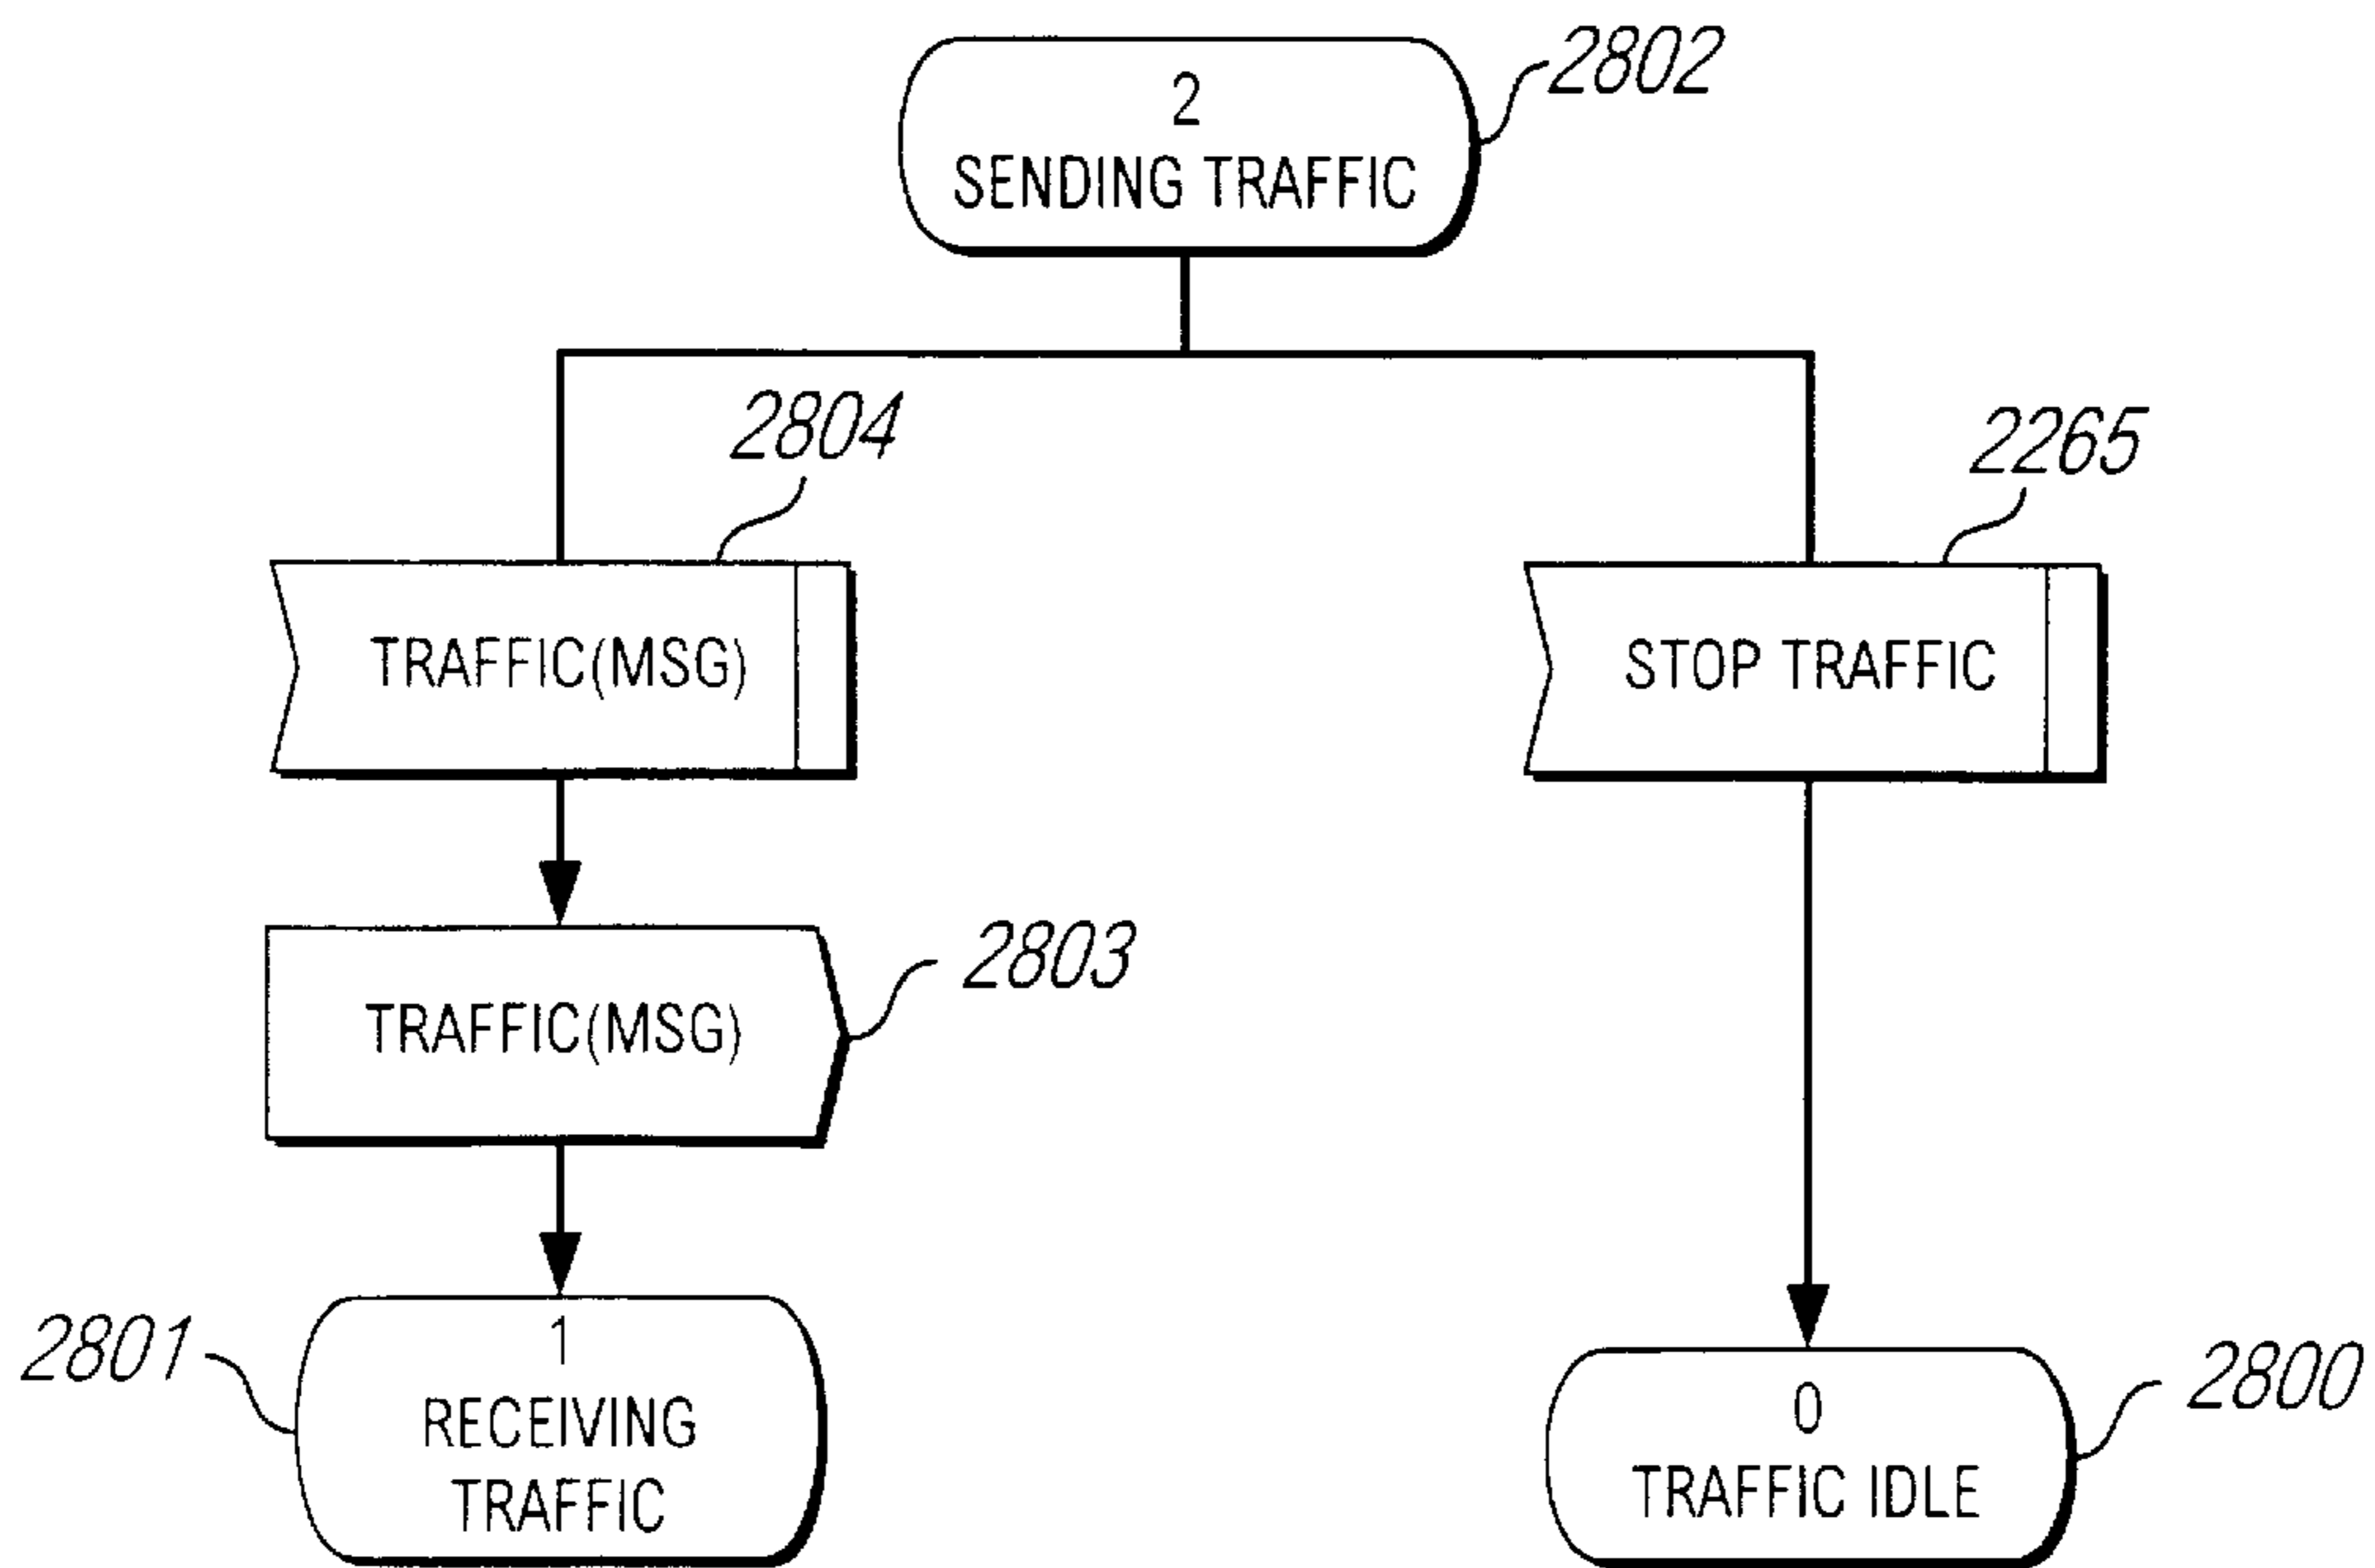 2
SENDING TRAFFIC
2802
2804
2265
TRAFFIC(MSG)
STOP TRAFFIC
TRAFFIC(MSG)
2803
2801
1
RECEIVING
TRAFFIC
0
TRAFFIC IDLE
2800